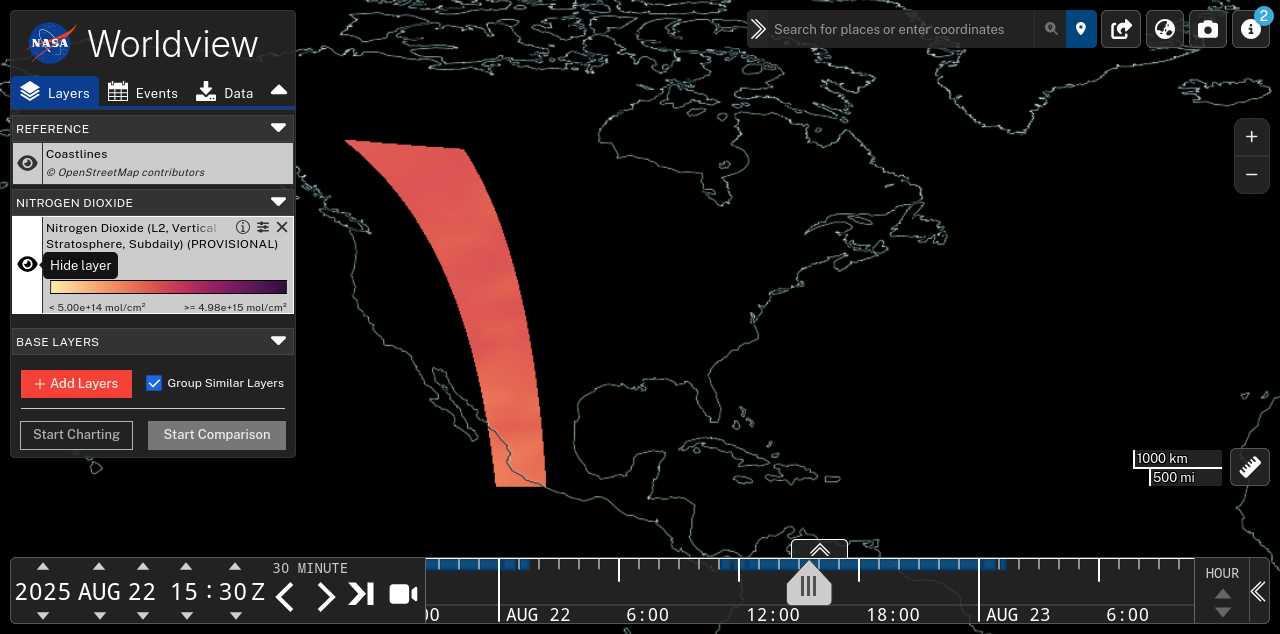 NASA
Worldview
Search for places or enter coordinates
2
Layers
Events
Data
REFERENCE
Coastlines
© OpenStreetMap contributors
NITROGEN DIOXIDE
Nitrogen Dioxide (L2, Vertical
Stratosphere, Subdaily) (PROVISIONAL)
Hide layer
< 5.00e+14 mol/cm²
>= 4.98e+15 mol/cm²
BASE LAYERS
+ Add Layers
Group Similar Layers
Start Charting
Start Comparison
+
−
1000 km
500 mi
2025 AUG 22 15 : 30 Z
30 MINUTE
00
AUG 22
6:00
12:00
18:00
AUG 23
6:00
HOUR